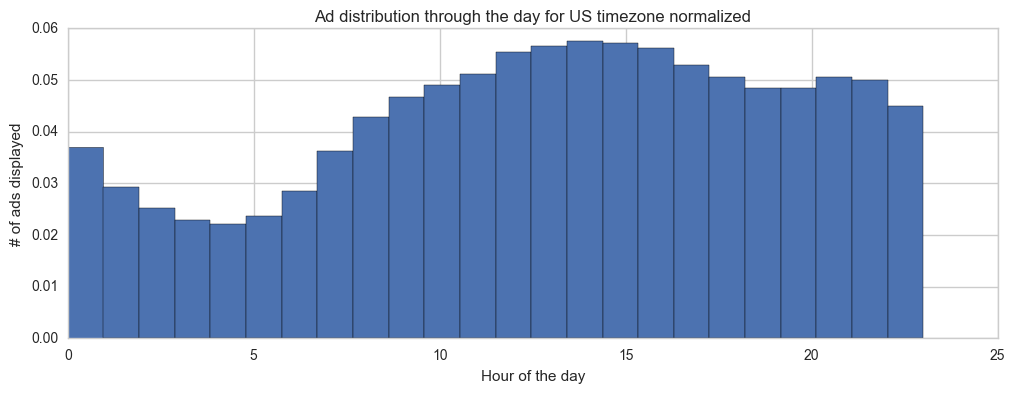 Ad distribution through the day for US timezone normalized
0.06
0.05
0.04
0.03
0.02
0.01
0.00
# of ads displayed
0 5 10 15 20 25
Hour of the day